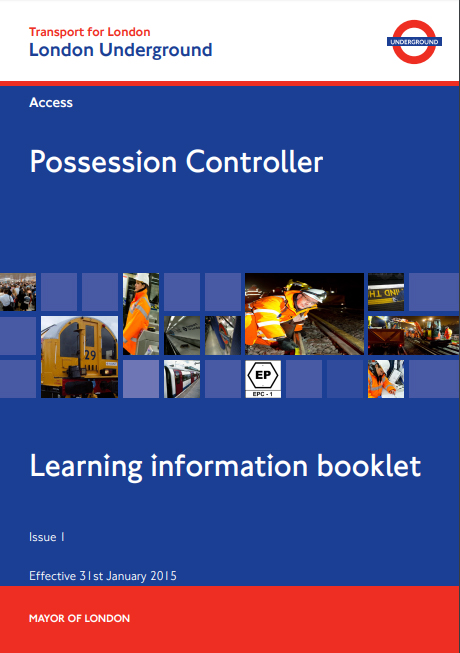 Transport for London
London Underground
UNDERGROUND
Access
Possession Controller
29
EP
EPC - 1
Learning information booklet
Issue 1
Effective 31st January 2015
MAYOR OF LONDON